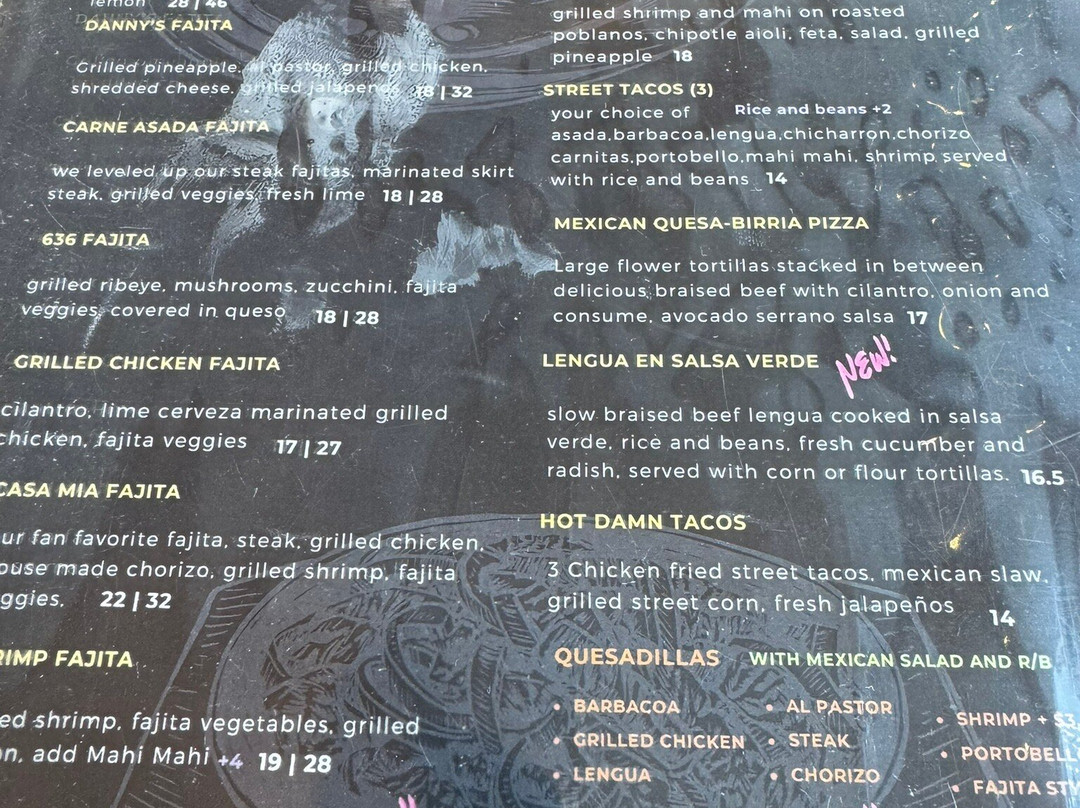 lemon 28 | 46
DANNY'S FAJITA
Grilled pineapple, al pastor, grilled chicken,
shredded cheese, grilled jalapenos 18 | 32
CARNE ASADA FAJITA
we leveled up our steak fajitas, marinated skirt
steak, grilled veggies, fresh lime 18 | 28
636 FAJITA
grilled ribeye, mushrooms, zucchini, fajita
veggies, covered in queso 18 | 28
GRILLED CHICKEN FAJITA
cilantro, lime cerveza marinated grilled
chicken, fajita veggies 17 | 27
CASA MIA FAJITA
ur fan favorite fajita, steak, grilled chicken,
ouse made chorizo, grilled shrimp, fajita
ggies, 22 | 32
RIMP FAJITA
ed shrimp, fajita vegetables, grilled
on, add Mahi Mahi +4 19 | 28
grilled shrimp and mahi on roasted
poblanos, chipotle aioli, feta, salad, grilled
pineapple 18
STREET TACOS (3)
your choice of Rice and beans +2
asada,barbacoa,lengua,chicharron,chorizo
carnitas,portobello,mahi mahi, shrimp served
with rice and beans 14
MEXICAN QUESA-BIRRIA PIZZA
Large flower tortillas stacked in between
delicious braised beef with cilantro, onion and
consume, avocado serrano salsa 17
LENGUA EN SALSA VERDE NEW!
slow braised beef lengua cooked in salsa
verde, rice and beans, fresh cucumber and
radish, served with corn or flour tortillas. 16.5
HOT DAMN TACOS
3 Chicken fried street tacos, mexican slaw,
grilled street corn, fresh jalapeños 14
QUESADILLAS WITH MEXICAN SALAD AND R/B
• BARBACOA • AL PASTOR • SHRIMP + $3
• GRILLED CHICKEN • STEAK • PORTOBELL
• LENGUA • CHORIZO • FAJITA ST